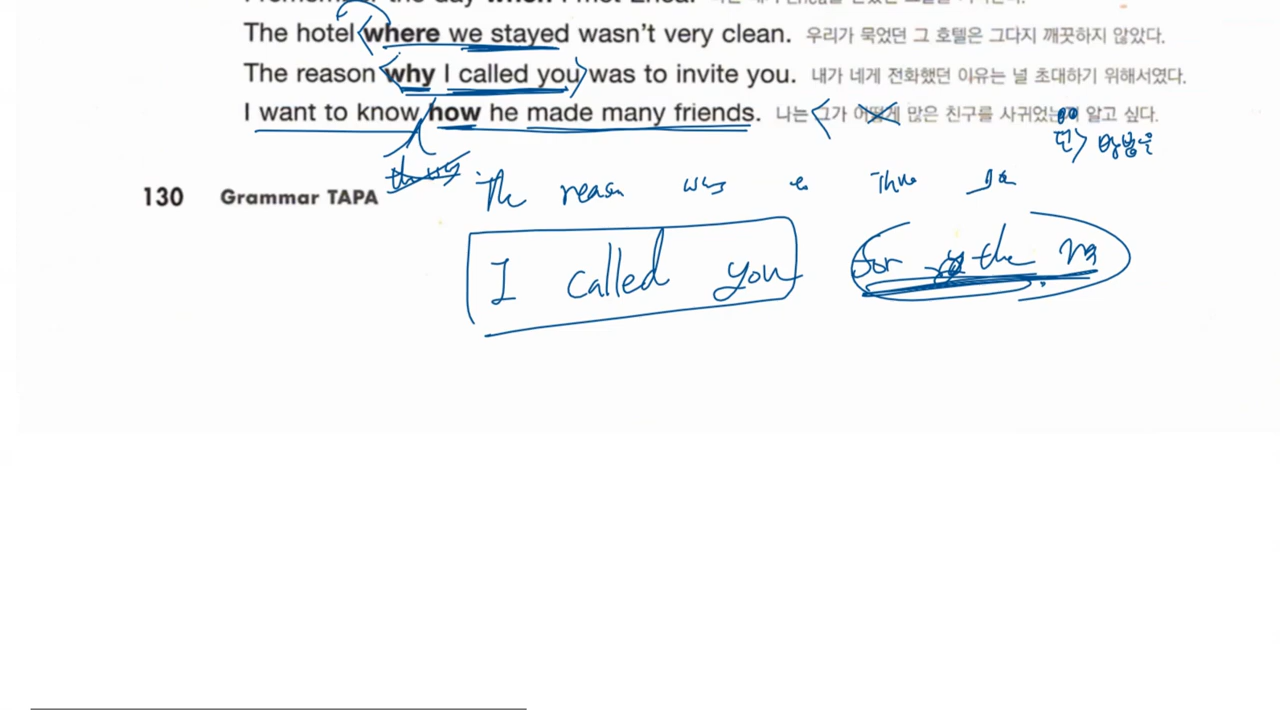 The hotel where we stayed wasn't very clean. 우리가 묵었던 그 호텔은 그다지 깨끗하지 않았다.
The reason why I called you was to invite you. 내가 네게 전화했던 이유는 널 초대하기 위해서였다.
I want to know how he made many friends. 나는 그가 어떻게 많은 친구를 사귀었는지 알고 싶다.
던 방법을
130 Grammar TAPA
The reason why
I called you for the